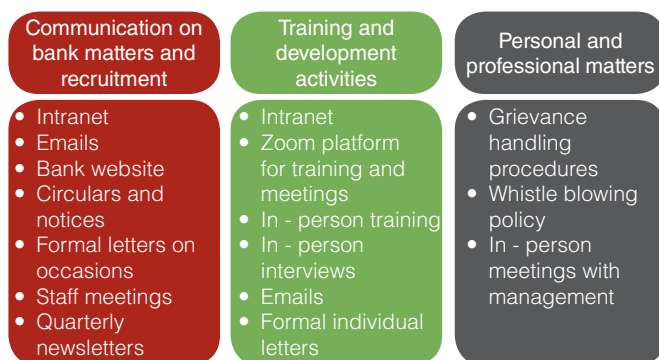 Communication on
bank matters and
recruitment
• Intranet
• Emails
• Bank website
• Circulars and
notices
• Formal letters on
occasions
• Staff meetings
• Quarterly
newsletters
Training and
development
activities
• Intranet
• Zoom platform
for training and
meetings
• In - person training
• In - person
interviews
• Emails
• Formal individual
letters
Personal and
professional matters
• Grievance
handling
procedures
• Whistle blowing
policy
• In - person
meetings with
management